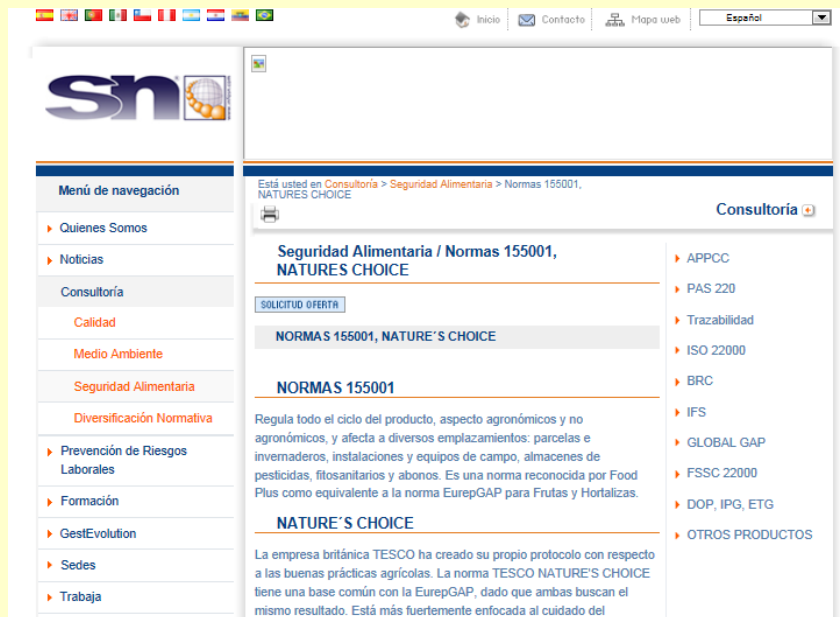 Inicio
Contacto
Mapa web
Español
sna
Menú de navegación
Quienes Somos
Noticias
Consultoría
Calidad
Medio Ambiente
Seguridad Alimentaria
Diversificación Normativa
Prevención de Riesgos
Laborales
Formación
GestEvolution
Sedes
Trabaja
Está usted en Consultoría > Seguridad Alimentaria > Normas 155001,
NATURES CHOICE
Consultoría
Seguridad Alimentaria / Normas 155001,
NATURES CHOICE
SOLICITUD OFERTA
NORMAS 155001, NATURE´S CHOICE
NORMAS 155001
Regula todo el ciclo del producto, aspecto agronómicos y no
agronómicos, y afecta a diversos emplazamientos: parcelas e
invernaderos, instalaciones y equipos de campo, almacenes de
pesticidas, fitosanitarios y abonos. Es una norma reconocida por Food
Plus como equivalente a la norma EurepGAP para Frutas y Hortalizas.
NATURE´S CHOICE
La empresa británica TESCO ha creado su propio protocolo con respecto
a las buenas prácticas agrícolas. La norma TESCO NATURE'S CHOICE
tiene una base común con la EurepGAP, dado que ambas buscan el
mismo resultado. Está más fuertemente enfocada al cuidado del
APPCC
PAS 220
Trazabilidad
ISO 22000
BRC
IFS
GLOBAL GAP
FSSC 22000
DOP, IPG, ETG
OTROS PRODUCTOS